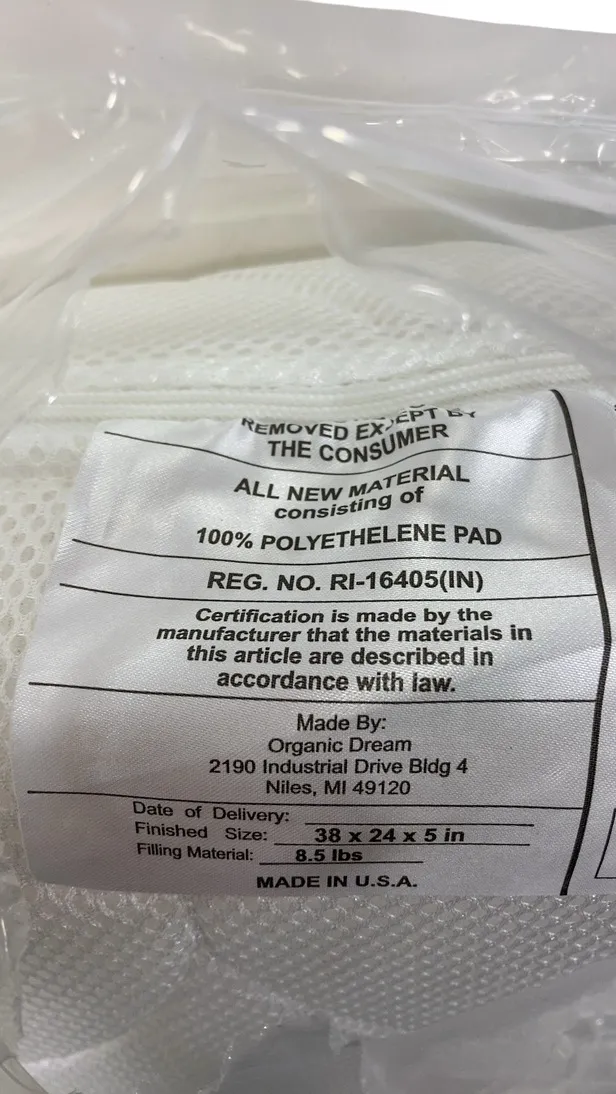 REMOVED EXCEPT BY
THE CONSUMER
ALL NEW MATERIAL
consisting of
100% POLYETHELENE PAD
REG. NO. RI-16405(IN)
Certification is made by the
manufacturer that the materials in
this article are described in
accordance with law.
Made By:
Organic Dream
2190 Industrial Drive Bldg 4
Niles, MI 49120
Date of Delivery:
Finished Size: 38 x 24 x 5 in
Filling Material: 8.5 lbs
MADE IN U.S.A.